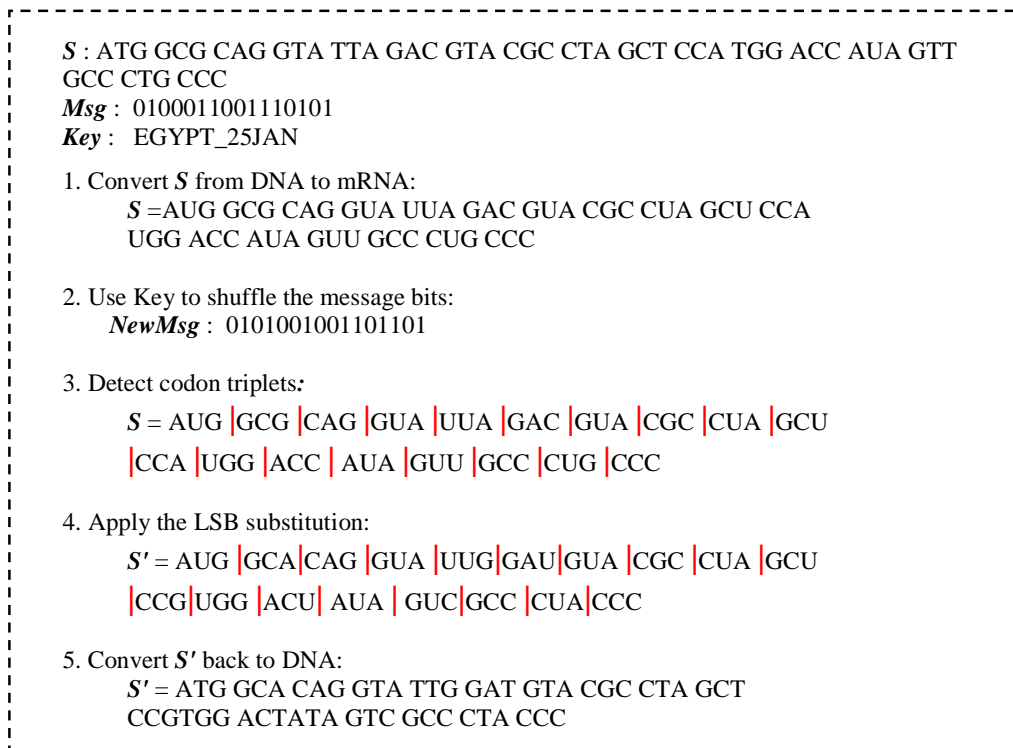 S : ATG GCG CAG GTA TTA GAC GTA CGC CTA GCT CCA TGG ACC AUA GTT
GCC CTG CCC
Msg : 0100011001110101
Key : EGYPT_25JAN
1. Convert S from DNA to mRNA:
S =AUG GCG CAG GUA UUA GAC GUA CGC CUA GCU CCA
UGG ACC AUA GUU GCC CUG CCC
2. Use Key to shuffle the message bits:
NewMsg : 0101001001101101
3. Detect codon triplets:
S = AUG |GCG |CAG |GUA |UUA |GAC |GUA |CGC |CUA |GCU
|CCA |UGG |ACC | AUA |GUU |GCC |CUG |CCC
4. Apply the LSB substitution:
S' = AUG |GCA|CAG |GUA |UUG|GAU|GUA |CGC |CUA |GCU
|CCG|UGG |ACU| AUA | GUC|GCC |CUA|CCC
5. Convert S' back to DNA:
S' = ATG GCA CAG GTA TTG GAT GTA CGC CTA GCT
CCGTGG ACTATA GTC GCC CTA CCC